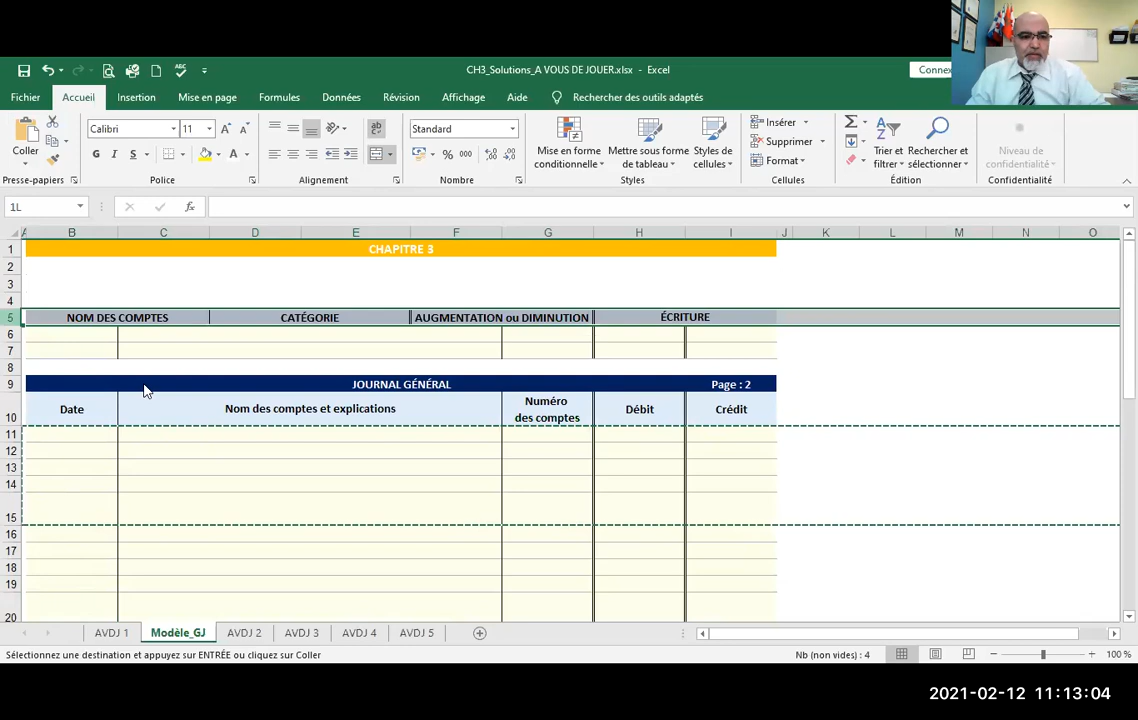 CH3_Solutions_A VOUS DE JOUER.xlsx - Excel
Connex
Fichier Accueil Insertion Mise en page Formules Données Révision Affichage Aide Rechercher des outils adaptés
Coller
Calibri 11
Standard
G I S A
% 000
Mise en forme conditionnelle
Mettre sous forme de tableau
Styles de cellules
Insérer
Supprimer
Format
Trier et filtrer
Rechercher et sélectionner
Niveau de confidentialité
Presse-papiers Police Alignement Nombre Styles Cellules Édition Confidentialité
1L fx
A B C D E F G H I J K L M N O
1 CHAPITRE 3
2
3
4
5 NOM DES COMPTES CATÉGORIE AUGMENTATION ou DIMINUTION ÉCRITURE
6
7
8
9 JOURNAL GÉNÉRAL Page : 2
10 Date Nom des comptes et explications Numéro des comptes Débit Crédit
11
12
13
14
15
16
17
18
19
20
AVDJ 1 Modèle_GJ AVDJ 2 AVDJ 3 AVDJ 4 AVDJ 5
Sélectionnez une destination et appuyez sur ENTRÉE ou cliquez sur Coller Nb (non vides) : 4 100 %
2021-02-12 11:13:04